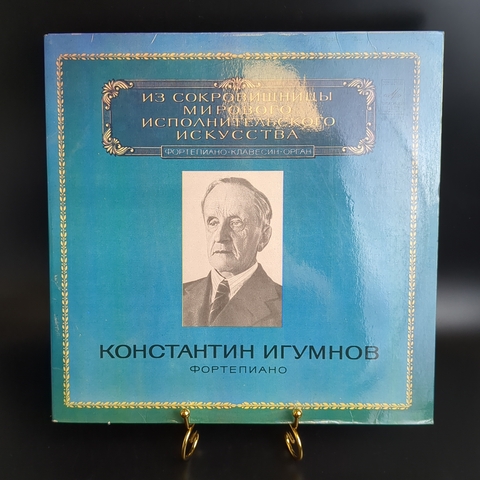 ИЗ СОКРОВИЩНИЦЫ
МИРОВОГО
ИСПОЛНИТЕЛЬСКОГО
ИСКУССТВА
ФОРТЕПИАНО·КЛАВЕСИН·ОРГАН
КОНСТАНТИН ИГУМНОВ
ФОРТЕПИАНО